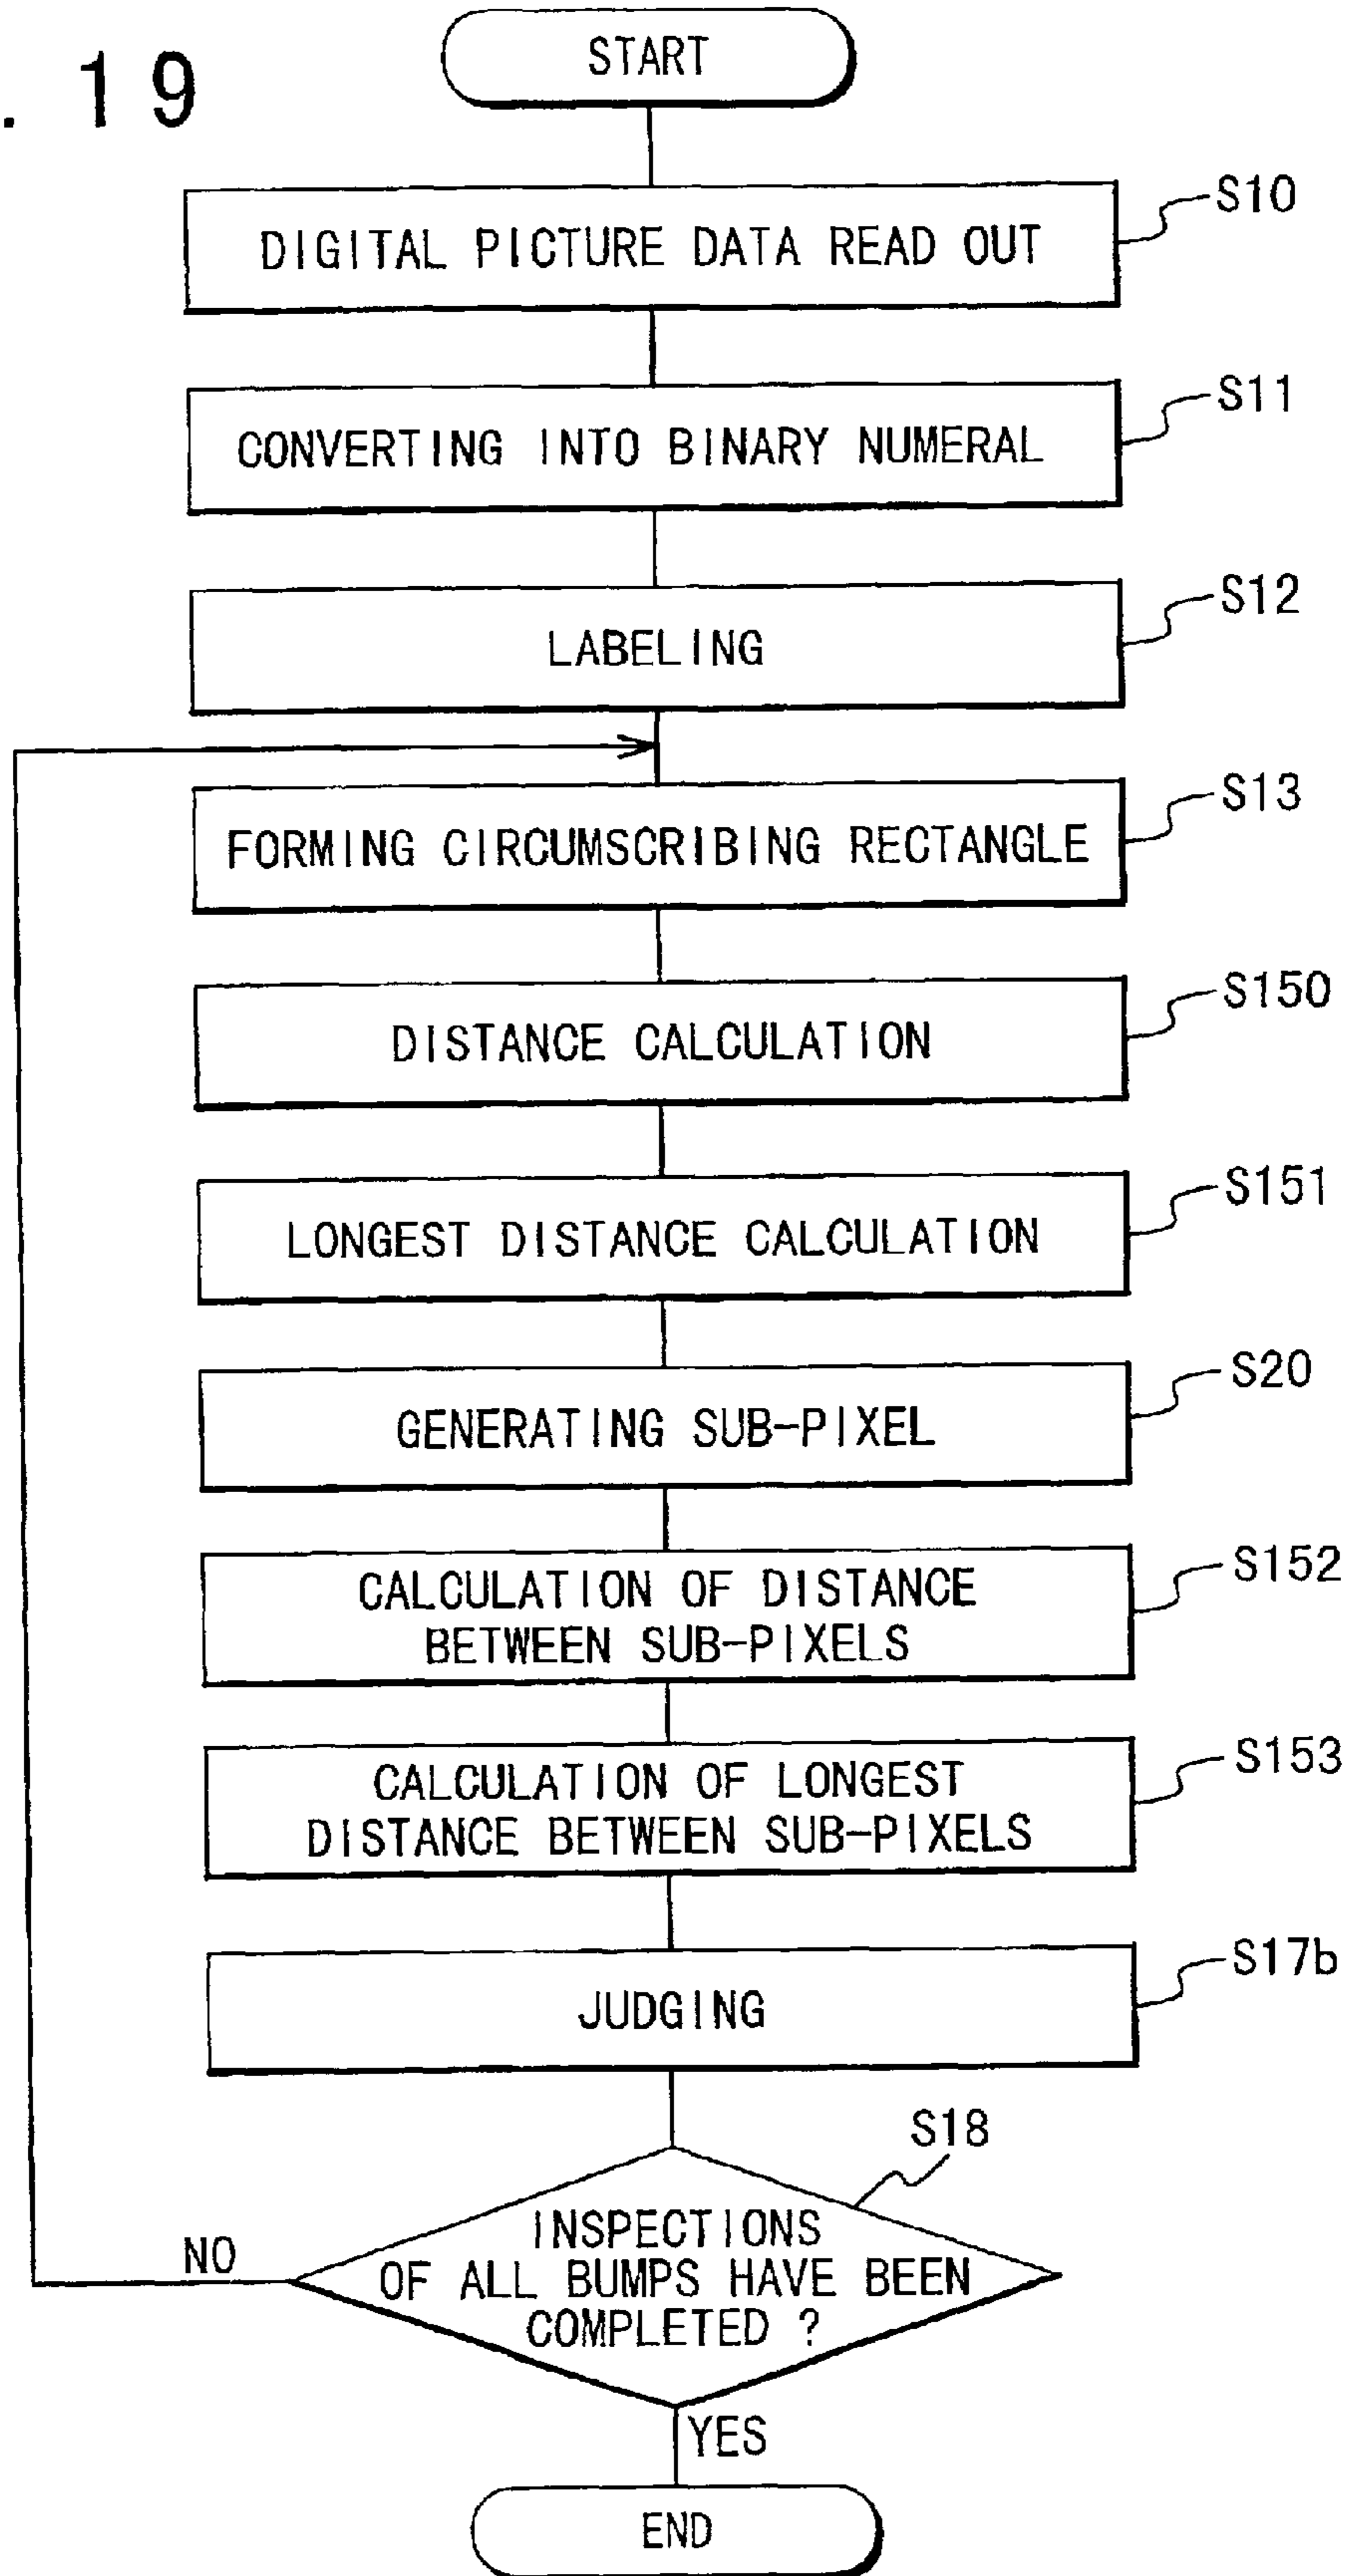 . 19
START
DIGITAL PICTURE DATA READ OUT
S10
CONVERTING INTO BINARY NUMERAL
S11
LABELING
S12
FORMING CIRCUMSCRIBING RECTANGLE
S13
DISTANCE CALCULATION
S150
LONGEST DISTANCE CALCULATION
S151
GENERATING SUB-PIXEL
S20
CALCULATION OF DISTANCE
BETWEEN SUB-PIXELS
S152
CALCULATION OF LONGEST
DISTANCE BETWEEN SUB-PIXELS
S153
JUDGING
S17b
S18
INSPECTIONS
OF ALL BUMPS HAVE BEEN
COMPLETED ?
NO
YES
END